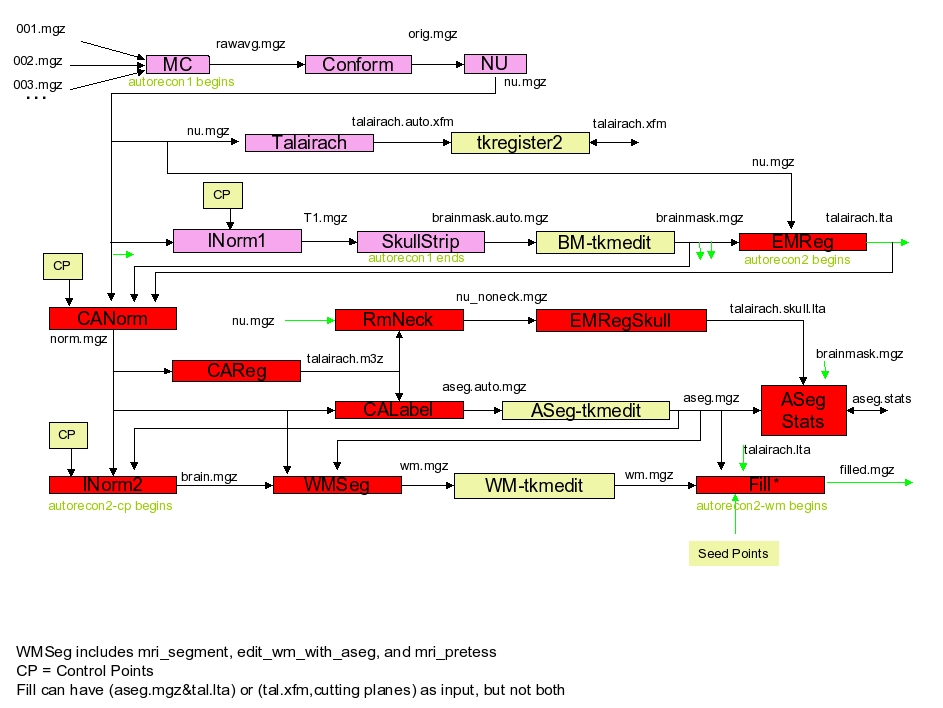 001.mgz
002.mgz
003.mgz
...
MC
autorecon1 begins
rawavg.mgz
Conform
orig.mgz
NU
nu.mgz
nu.mgz
Talairach
talairach.auto.xfm
tkregister2
talairach.xfm
nu.mgz
CP
INorm1
T1.mgz
SkullStrip
autorecon1 ends
brainmask.auto.mgz
BM-tkmedit
brainmask.mgz
EMReg
autorecon2 begins
talairach.lta
CP
CANorm
norm.mgz
nu.mgz
RmNeck
nu_noneck.mgz
EMRegSkull
talairach.skull.lta
CAReg
talairach.m3z
brainmask.mgz
CALabel
aseg.auto.mgz
ASeg-tkmedit
aseg.mgz
ASeg
Stats
aseg.stats
CP
INorm2
autorecon2-cp begins
brain.mgz
WMSeg
wm.mgz
WM-tkmedit
wm.mgz
talairach.lta
Fill*
autorecon2-wm begins
filled.mgz
Seed Points
WMSeg includes mri_segment, edit_wm_with_aseg, and mri_pretess
CP = Control Points
Fill can have (aseg.mgz&tal.lta) or (tal.xfm,cutting planes) as input, but not both